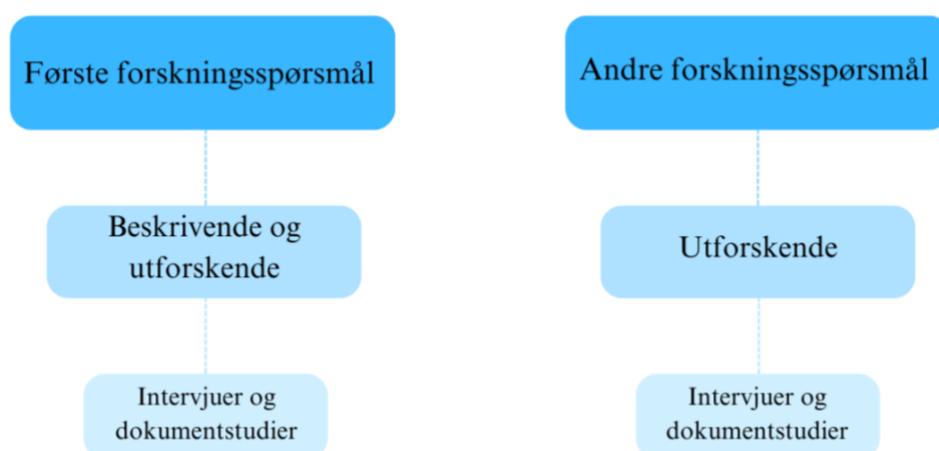 Første forskningsspørsmål
Andre forskningsspørsmål
Beskrivende og
utforskende
Utforskende
Intervjuer og
dokumentstudier
Intervjuer og
dokumentstudier